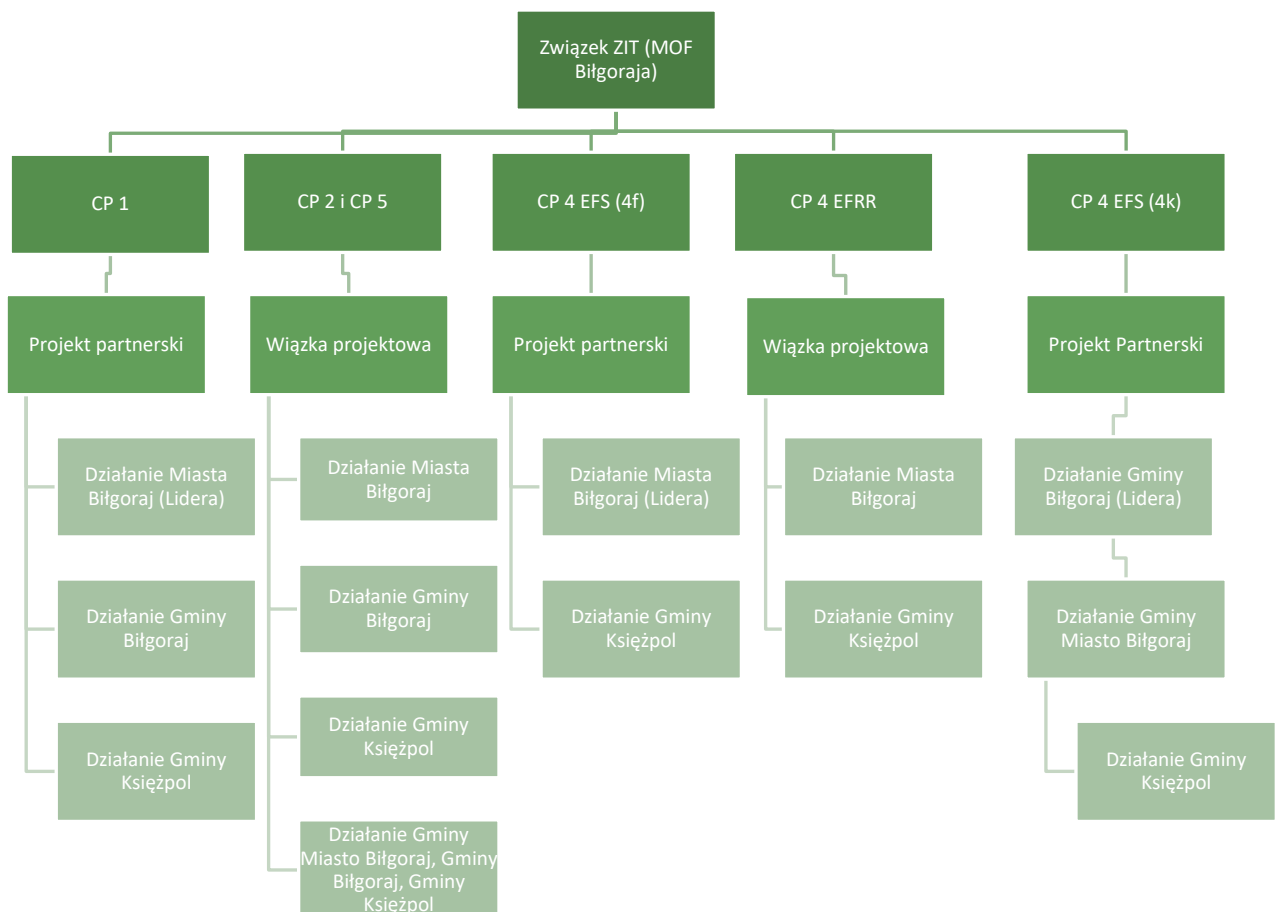 Związek ZIT (MOF
Biłgoraja)
CP 1
CP 2 i CP 5
CP 4 EFS (4f)
CP 4 EFRR
CP 4 EFS (4k)
Projekt partnerski
Wiązka projektowa
Projekt partnerski
Wiązka projektowa
Projekt Partnerski
Działanie Miasta
Biłgoraj (Lidera)
Działanie Gminy
Biłgoraj
Działanie Gminy
Księżpol
Działanie Miasta
Biłgoraj
Działanie Gminy
Biłgoraj
Działanie Gminy
Księżpol
Działanie Gminy
Miasto Biłgoraj, Gminy
Biłgoraj, Gminy
Księżpol
Działanie Miasta
Biłgoraj (Lidera)
Działanie Gminy
Księżpol
Działanie Miasta
Biłgoraj
Działanie Gminy
Księżpol
Działanie Gminy
Biłgoraj (Lidera)
Działanie Gminy
Miasto Biłgoraj
Działanie Gminy
Księżpol